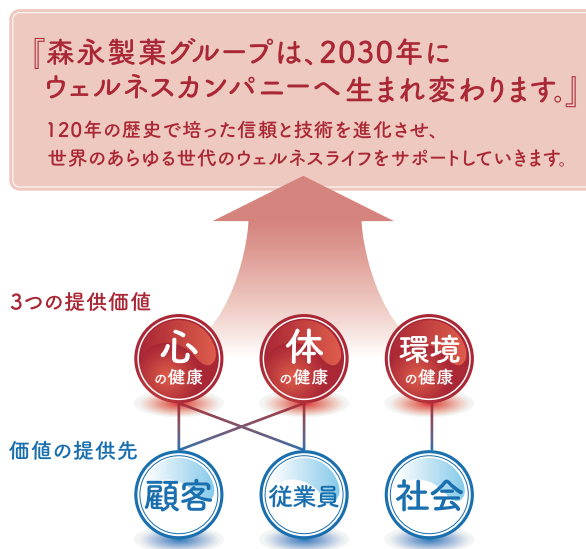 『森永製菓グループは、2030年に
ウェルネスカンパニーへ生まれ変わります。』
120年の歴史で培った信頼と技術を進化させ、
世界のあらゆる世代のウェルネスライフをサポートしていきます。
3つの提供価値
心
の健康
体
の健康
環境
の健康
価値の提供先
顧客
従業員
社会